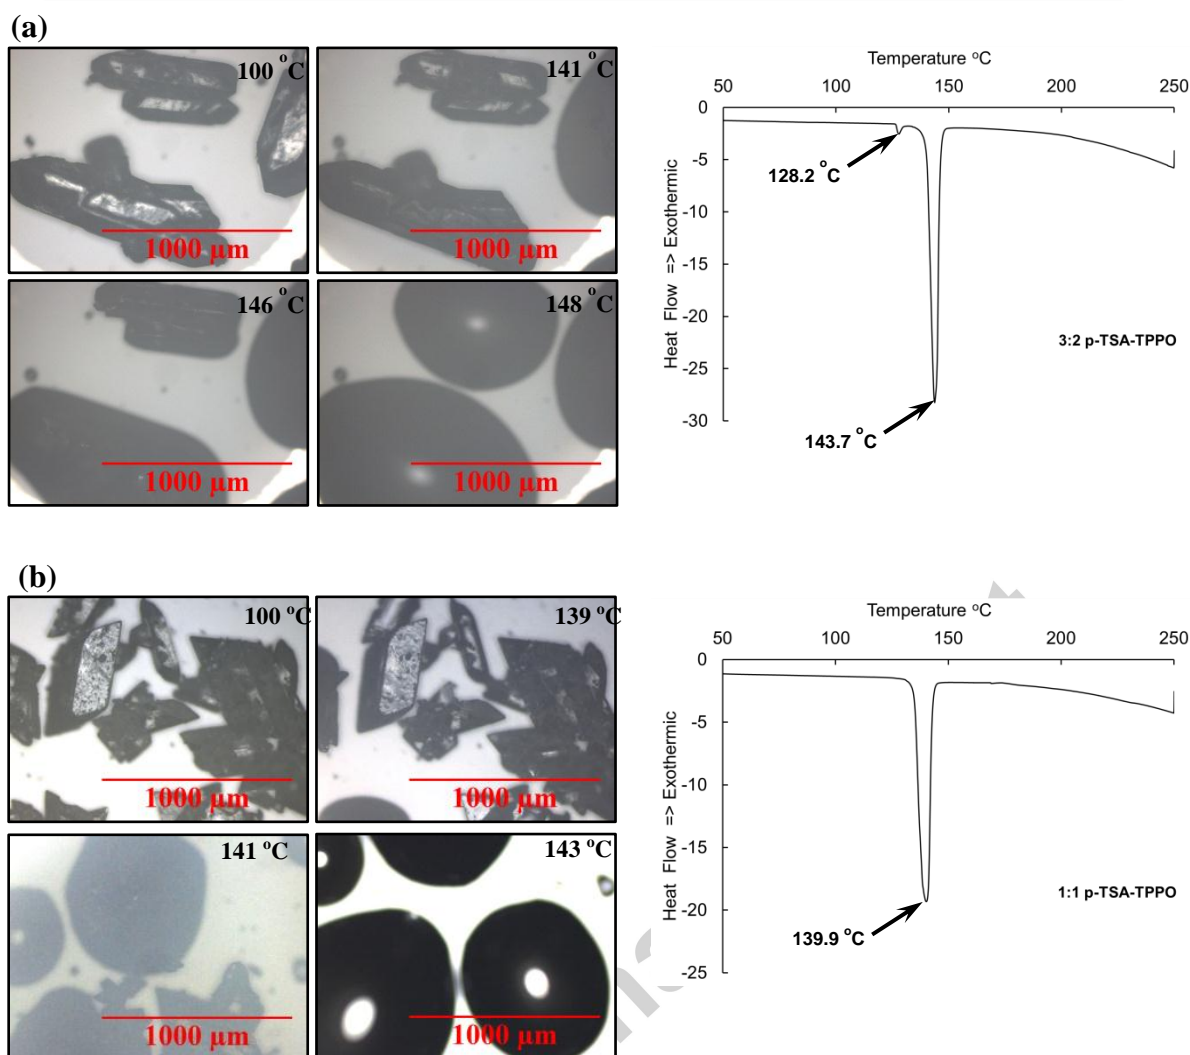 (a)
100 °C
141 °C
1000 µm
1000 µm
146 °C
148 °C
1000 µm
1000 µm
Temperature °C
50 100 150 200 250
0
-5
-10
-15
-20
-25
-30
Heat Flow => Exothermic
128.2 °C
143.7 °C
3:2 p-TSA-TPPO
(b)
100 °C
139 °C
1000 µm
1000 µm
141 °C
143 °C
1000 µm
1000 µm
Temperature °C
50 100 150 200 250
0
-5
-10
-15
-20
-25
Heat Flow => Exothermic
139.9 °C
1:1 p-TSA-TPPO